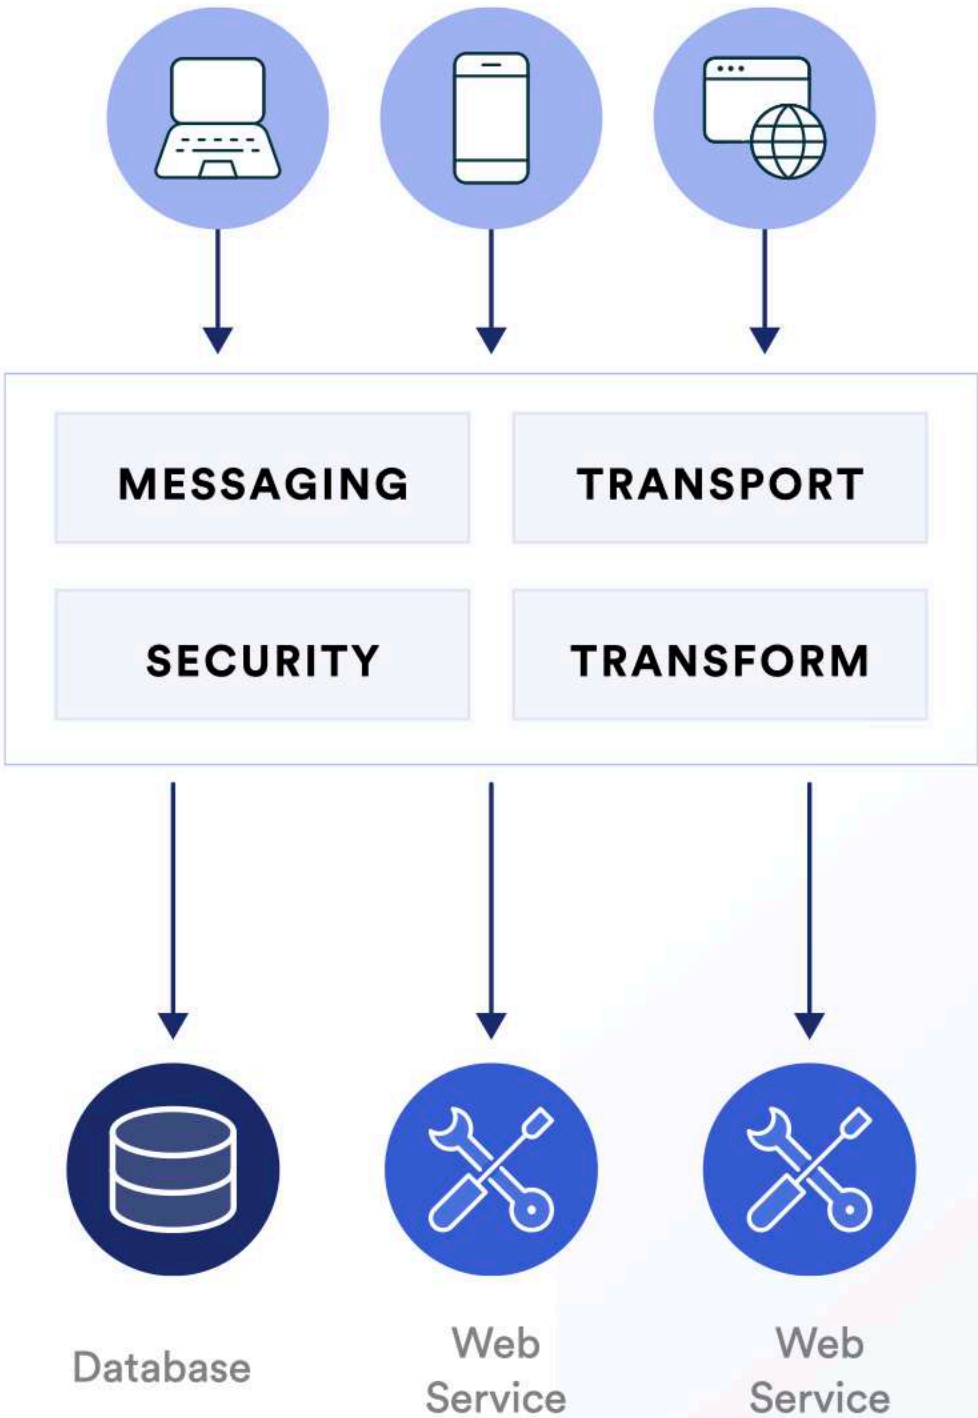 MESSAGING
TRANSPORT
SECURITY
TRANSFORM
Database
Web
Service
Web
Service